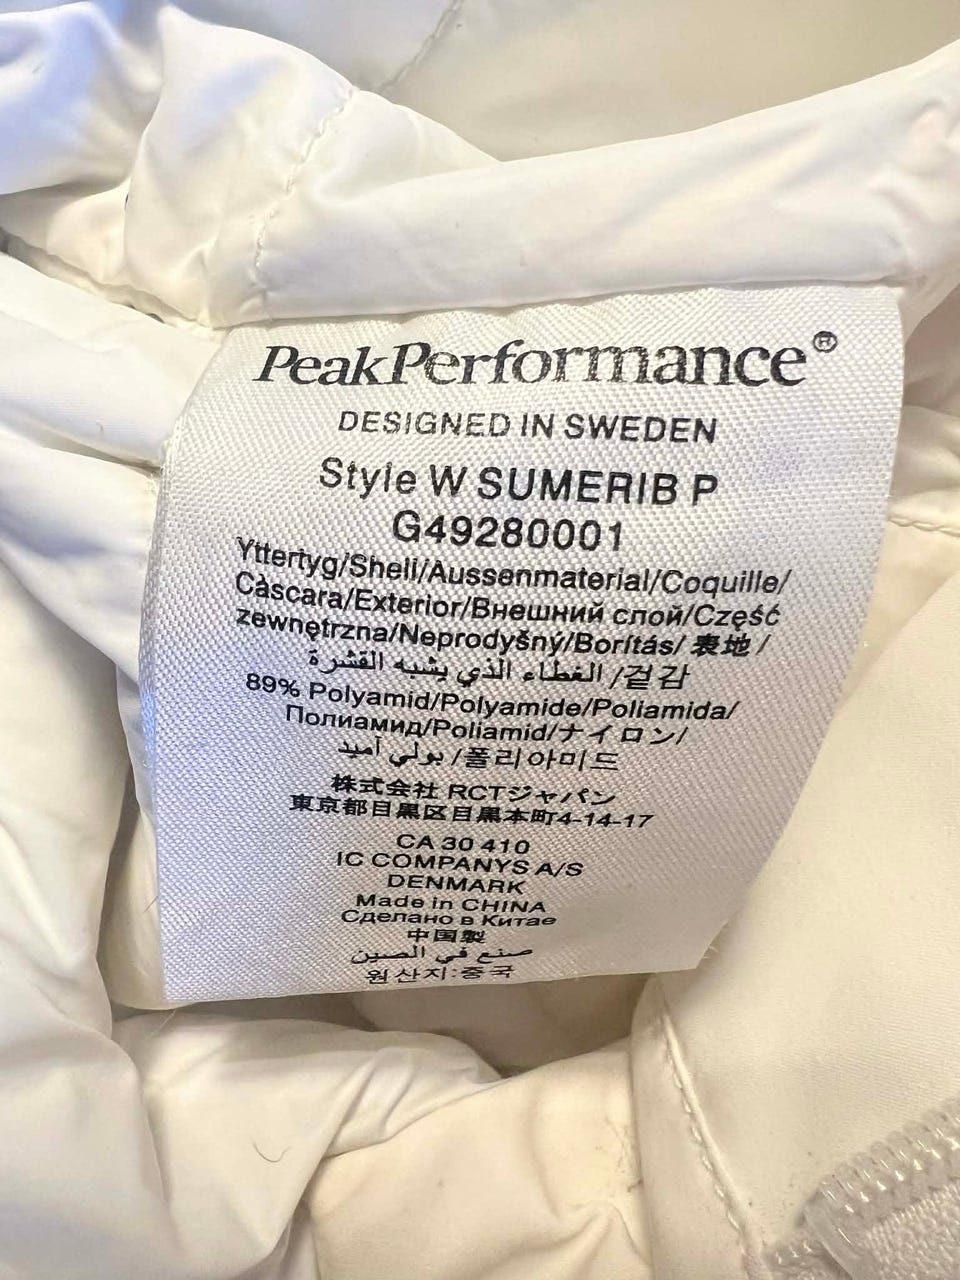 PeakPerformance®
DESIGNED IN SWEDEN
Style W SUMERIB P
G49280001
Yttertyg/Shell/Aussenmaterial/Coquille/
Càscara/Exterior/Внешний слой/Część
zewnętrzna/Neprodyšný/Borítás/ 表地 /
الغطاء الذي يشبه القشرة /겉감
89% Polyamid/Polyamide/Poliamida/
Полиамид/Poliamid/ナイロン/
بولي أميد /폴리아미드
株式会社 RCTジャパン
東京都目黒区目黒本町4-14-17
CA 30 410
IC COMPANYS A/S
DENMARK
Made in CHINA
Сделано в Китае
中国製
صنع في الصين
원산지:중국